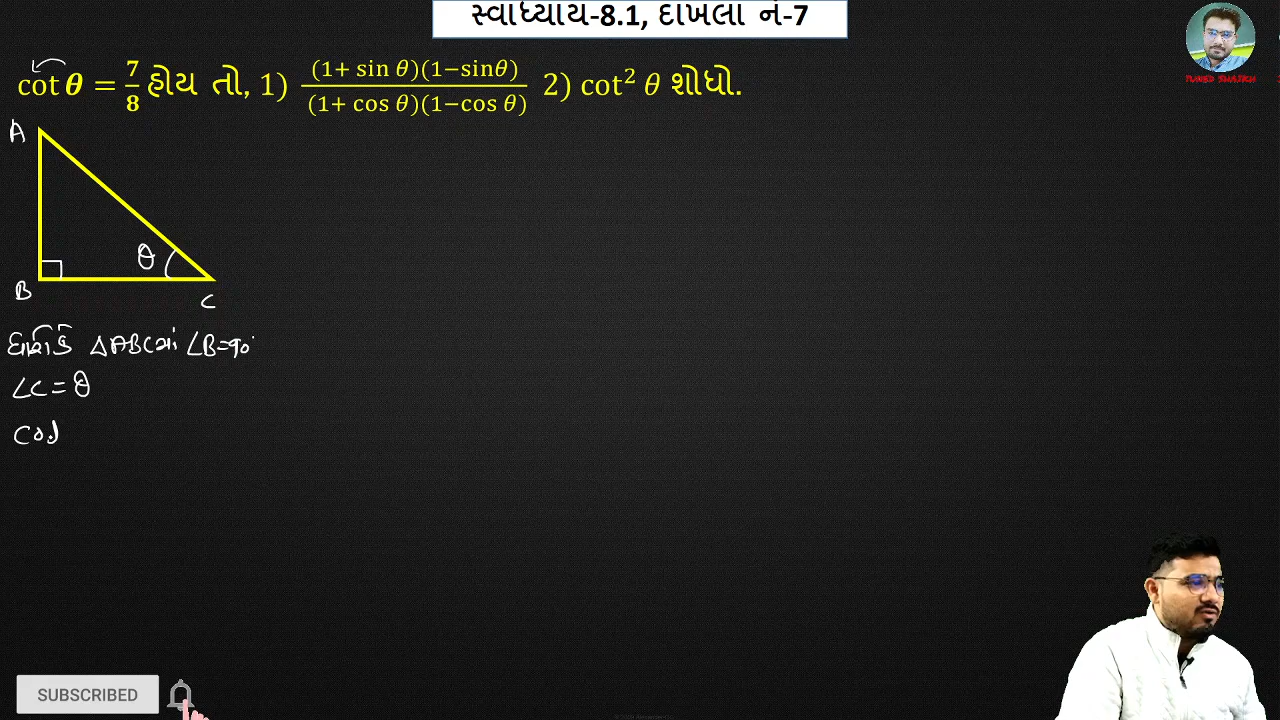 સ્વાધ્યાય-8.1, દાખલા નં-7
cot θ = 7/8 હોય તો, 1) (1+ sin θ)(1−sinθ)/(1+ cos θ)(1−cos θ) 2) cot² θ શોધો.
A
θ
B
C
ધારોકે △ABCમાં ∠B=90°
∠C = θ
cot
SUBSCRIBED